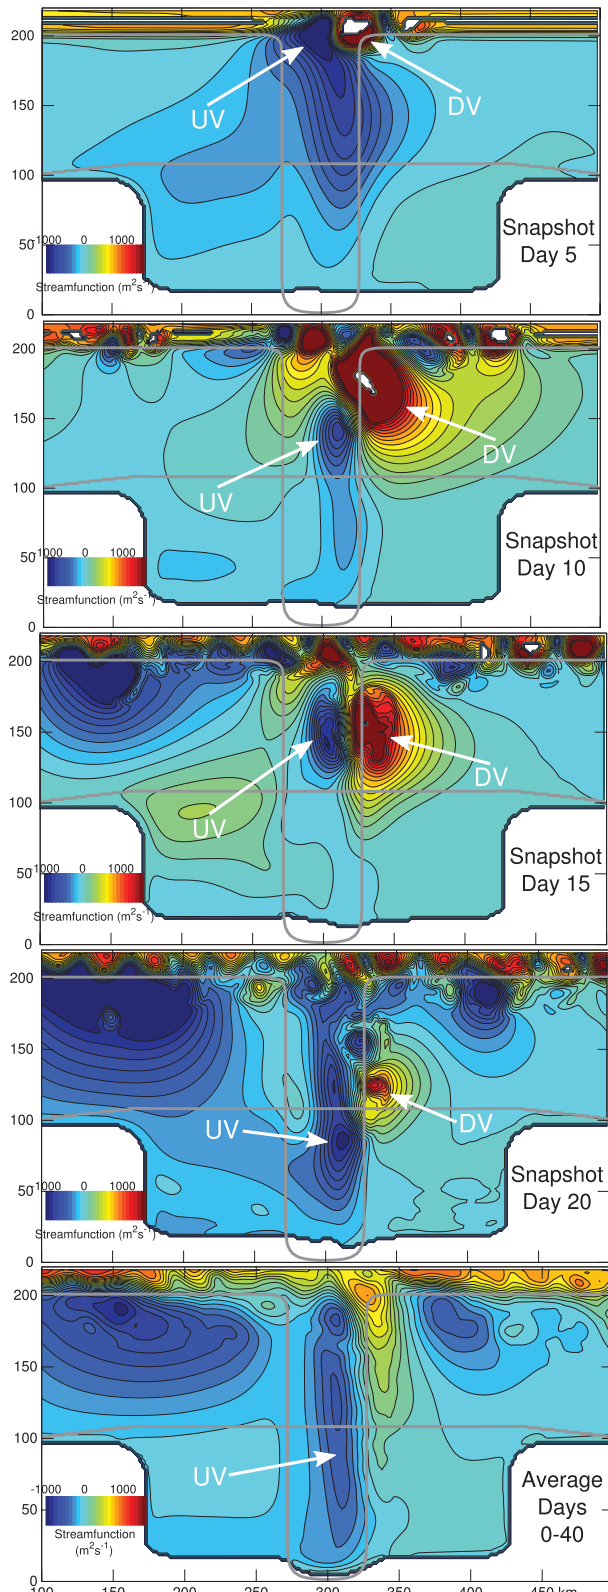 200
150
100
50
0
UV
DV
-1000 0 1000
Streamfunction (m²s⁻¹)
Snapshot
Day 5
200
150
100
50
0
UV
DV
-1000 0 1000
Streamfunction (m²s⁻¹)
Snapshot
Day 10
200
150
100
50
0
UV
DV
-1000 0 1000
Streamfunction (m²s⁻¹)
Snapshot
Day 15
200
150
100
50
0
UV
DV
-1000 0 1000
Streamfunction (m²s⁻¹)
Snapshot
Day 20
200
150
100
50
0
UV
-1000 0 1000
Streamfunction
(m²s⁻¹)
Average
Days
0-40
100 150 200 250 300 350 400 450 km